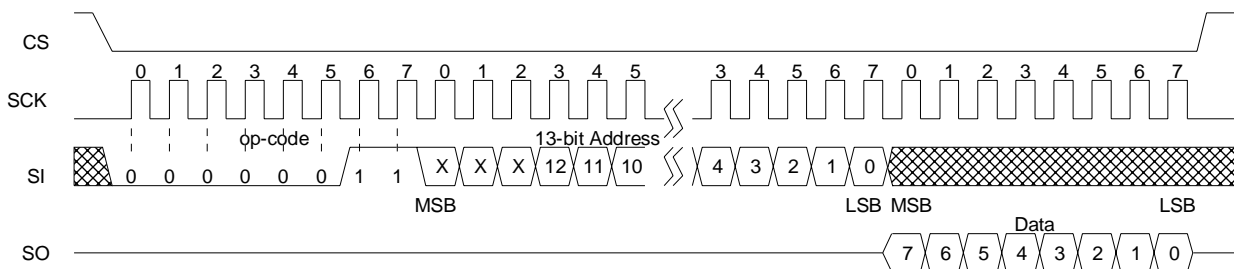 CS
0 1 2 3 4 5 6 7 0 1 2 3 4 5 3 4 5 6 7 0 1 2 3 4 5 6 7
SCK
op-code 13-bit Address
SI 0 0 0 0 0 0 1 1 X X X 12 11 10 4 3 2 1 0
MSB LSB MSB LSB
Data
SO 7 6 5 4 3 2 1 0